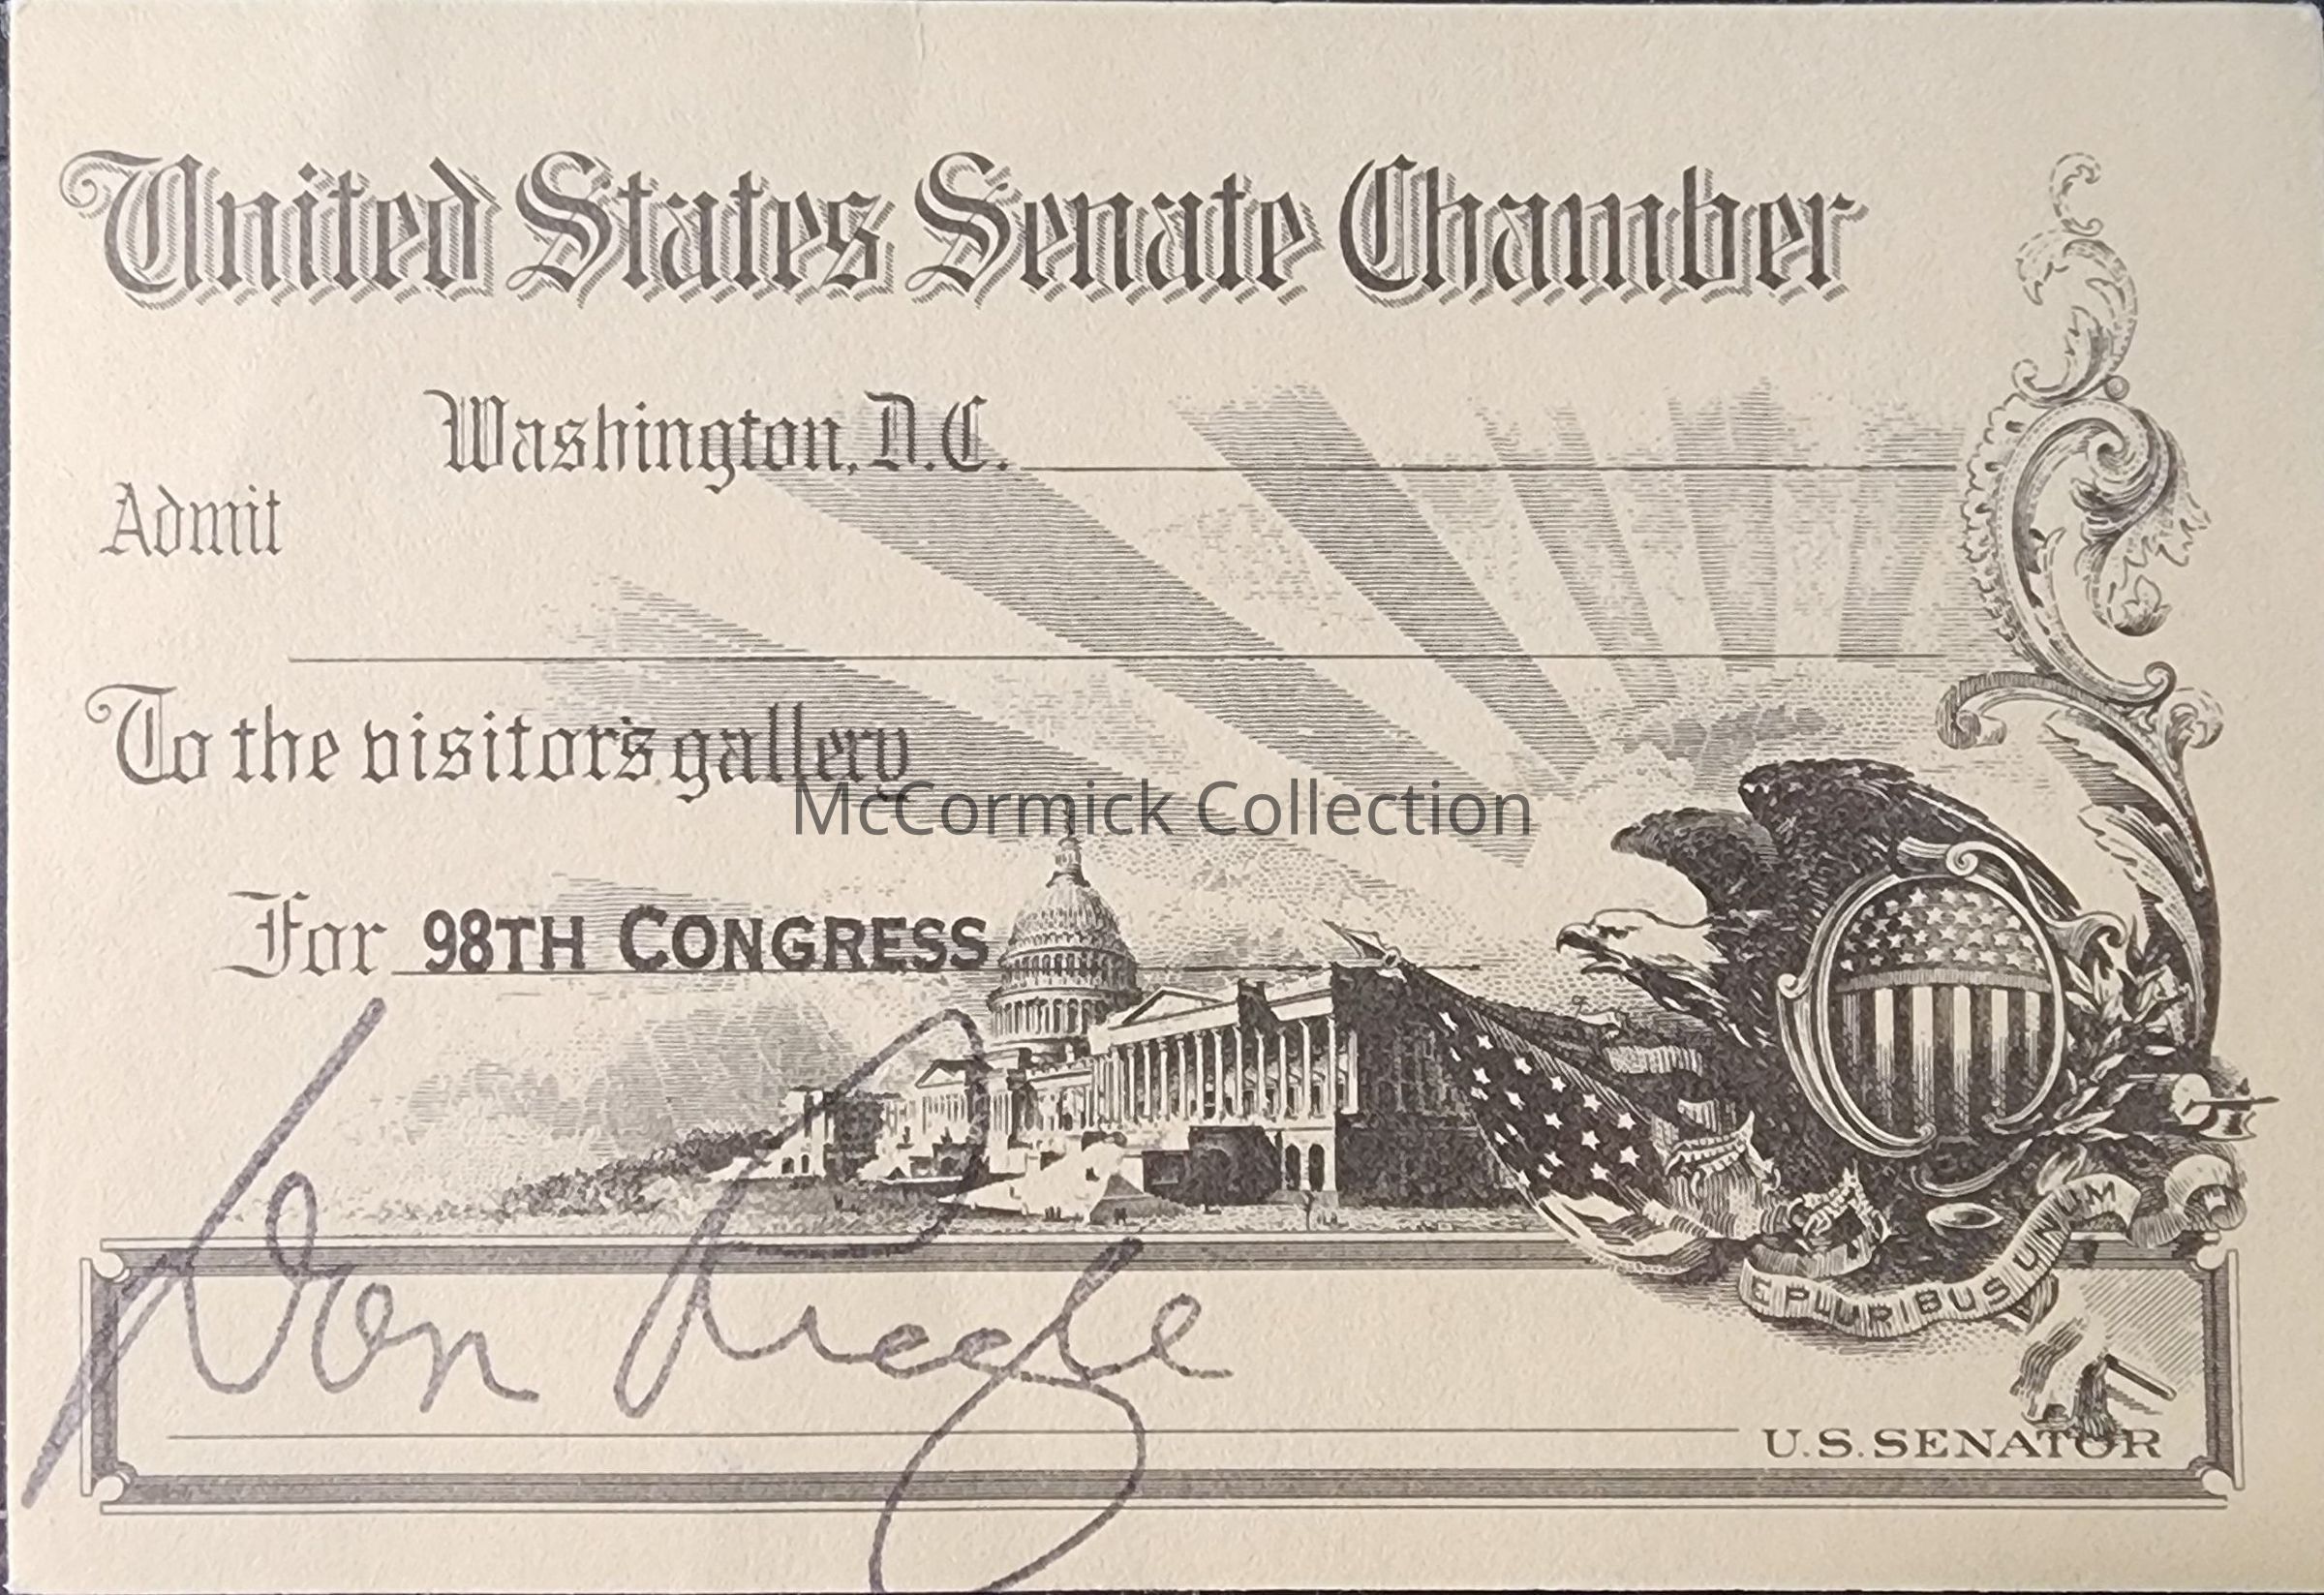 United States Senate Chamber
Washington, D.C.
Admit
To the visitor's gallery
McCormick Collection
For 98TH CONGRESS
Don Riegle
E PLURIBUS UNUM
U.S. SENATOR